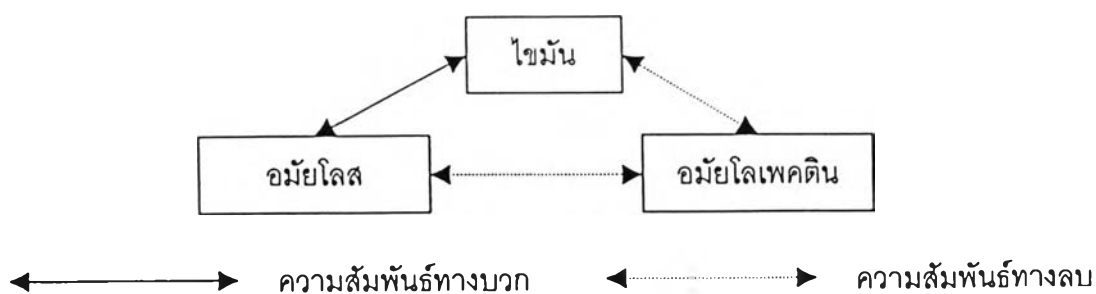 ไขมัน
อมัยโลส
อมัยโลเพคติน
ความสัมพันธ์ทางบวก
ความสัมพันธ์ทางลบ